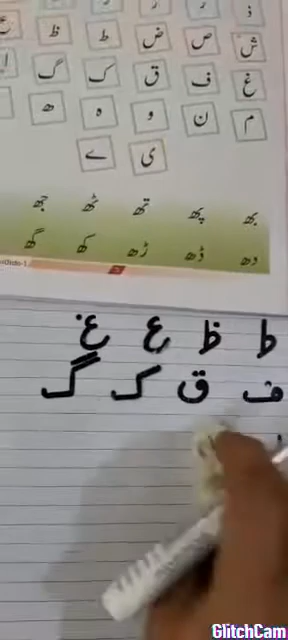 ذ ر ڑ ز
ش ص ض ط ظ ع
غ ف ق ک گ
م ن و ہ ھ
ی ے
بھ پھ تھ ٹھ جھ
دھ ڈھ ڑھ کھ گھ
ط ظ ع غ
ف ق ک گ
GlitchCam